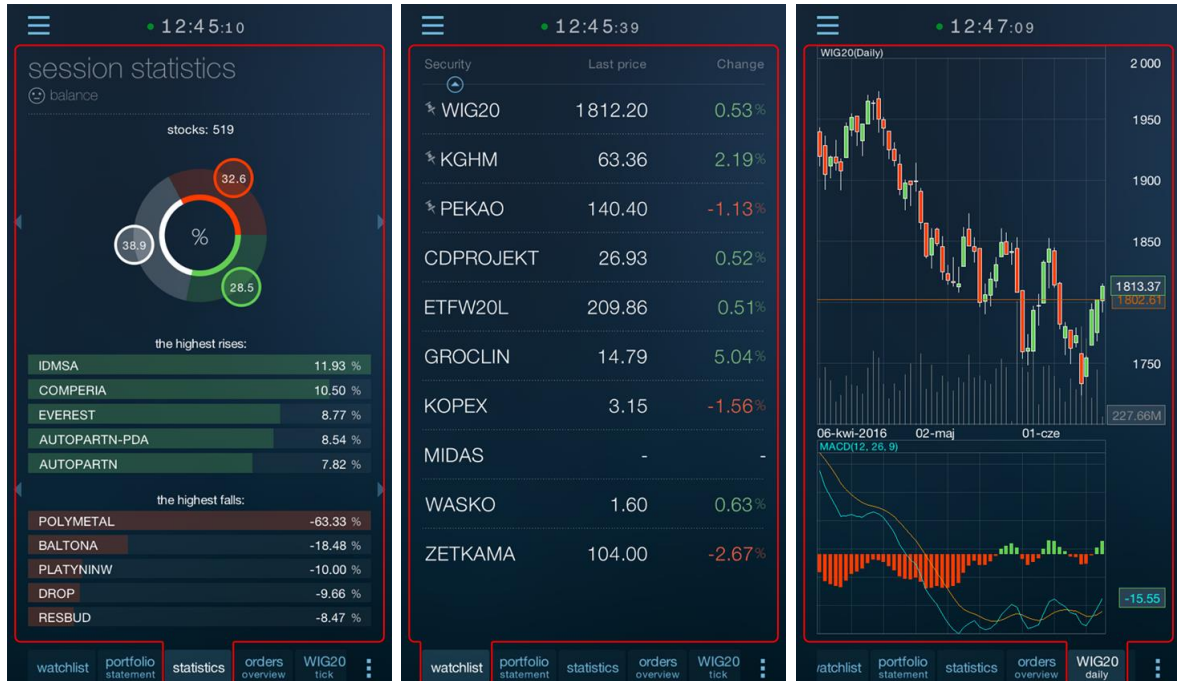 12:45:10
session statistics
balance
stocks: 519
32.6
%
38.9
28.5
the highest rises:
IDMSA 11.93 %
COMPERIA 10.50 %
EVEREST 8.77 %
AUTOPARTN-PDA 8.54 %
AUTOPARTN 7.82 %
the highest falls:
POLYMETAL -63.33 %
BALTONA -18.48 %
PLATYNINW -10.00 %
DROP -9.66 %
RESBUD -8.47 %
watchlist portfolio statement statistics orders overview WIG20 tick
12:45:39
Security Last price Change
WIG20 1812.20 0.53%
KGHM 63.36 2.19%
PEKAO 140.40 -1.13%
CDPROJEKT 26.93 0.52%
ETFW20L 209.86 0.51%
GROCLIN 14.79 5.04%
KOPEX 3.15 -1.56%
MIDAS - -
WASKO 1.60 0.63%
ZETKAMA 104.00 -2.67%
watchlist portfolio statement statistics orders overview WIG20 tick
12:47:09
WIG20(Daily)
2 000
1950
1900
1850
1813.37
1802.61
1750
227.66M
06-kwi-2016 02-maj 01-cze
MACD(12, 26, 9)
-15.55
vatchlist portfolio statement statistics orders overview WIG20 daily